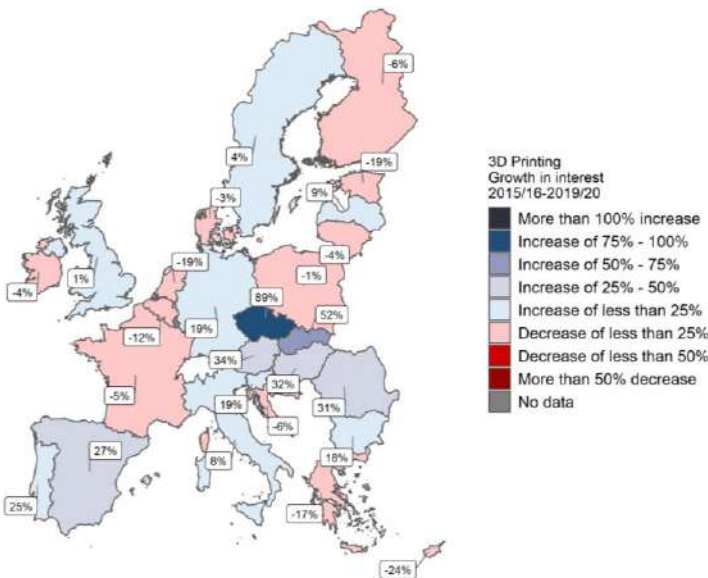 -6%
-19%
4%
9%
-3%
-4%
-19%
-1%
-4%
1%
89%
52%
-12%
19%
34%
32%
-5%
19%
31%
-6%
27%
8%
18%
25%
-17%
-24%
3D Printing
Growth in interest
2015/16-2019/20
More than 100% increase
Increase of 75% - 100%
Increase of 50% - 75%
Increase of 25% - 50%
Increase of less than 25%
Decrease of less than 25%
Decrease of less than 50%
More than 50% decrease
No data